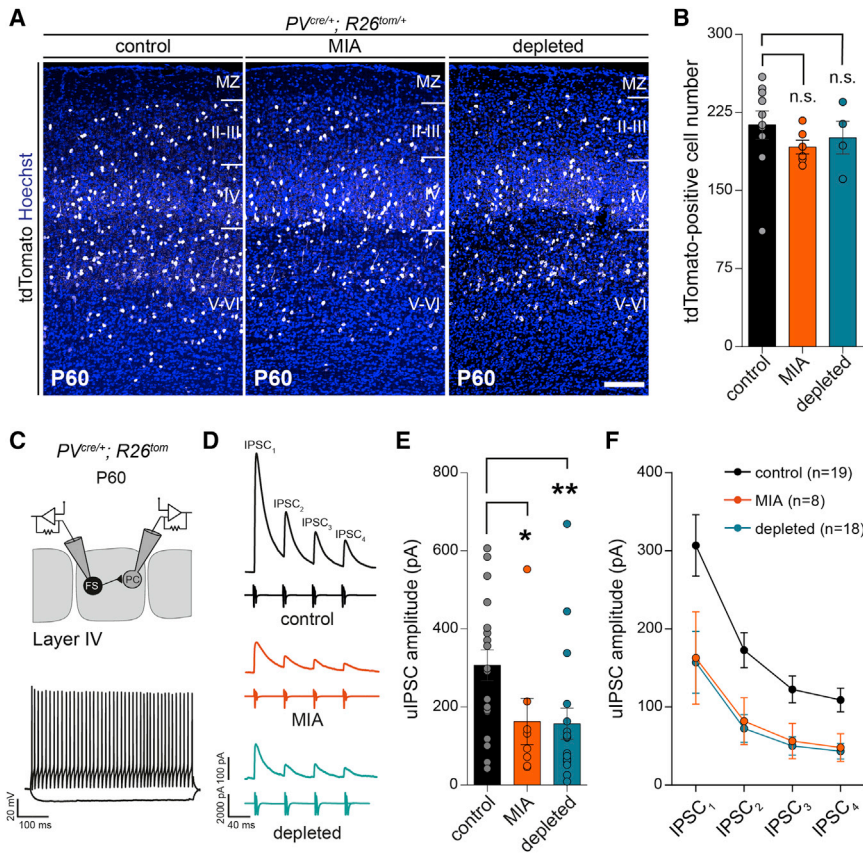 A
PVcre/+; R26tom/+
control MIA depleted
tdTomato Hoechst
MZ MZ MZ
II-III II-III II-III
IV IV IV
V-VI V-VI V-VI
P60 P60 P60
B
tdTomato-positive cell number
300
225
150
75
0
n.s. n.s.
control MIA depleted
C
PVcre/+; R26tom
P60
FS PC
Layer IV
20 mV
100 ms
D
IPSC1
IPSC2
IPSC3
IPSC4
control
MIA
100 pA
2000 pA
40 ms
depleted
E
uIPSC amplitude (pA)
800
600
400
200
0
* **
control MIA depleted
F
uIPSC amplitude (pA)
400
300
200
100
0
control (n=19)
MIA (n=8)
depleted (n=18)
IPSC1 IPSC2 IPSC3 IPSC4